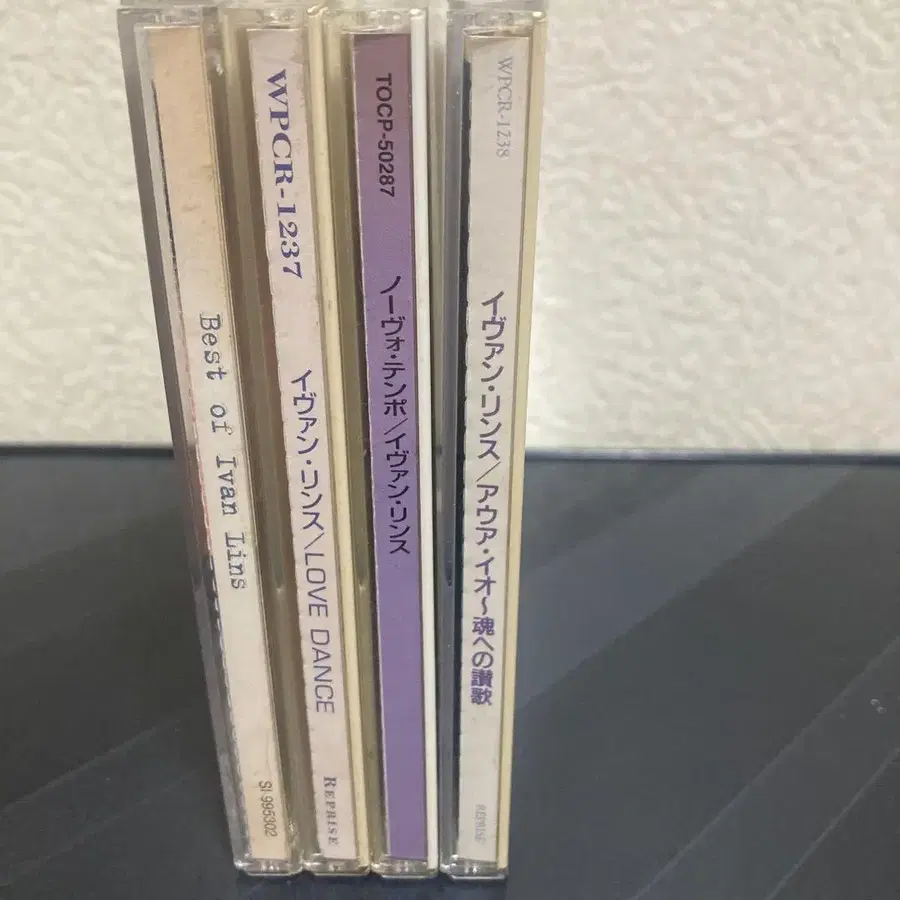 Best of Ivan Lins
SI 995302
WPCR-1237
イヴァン・リンス/LOVE DANCE
REPRISE
TOCP-50287
ノーヴォ・テンポ/イヴァン・リンス
WPCR-1238
イヴァン・リンス/アウア・イオ〜魂への讃歌
REPRISE